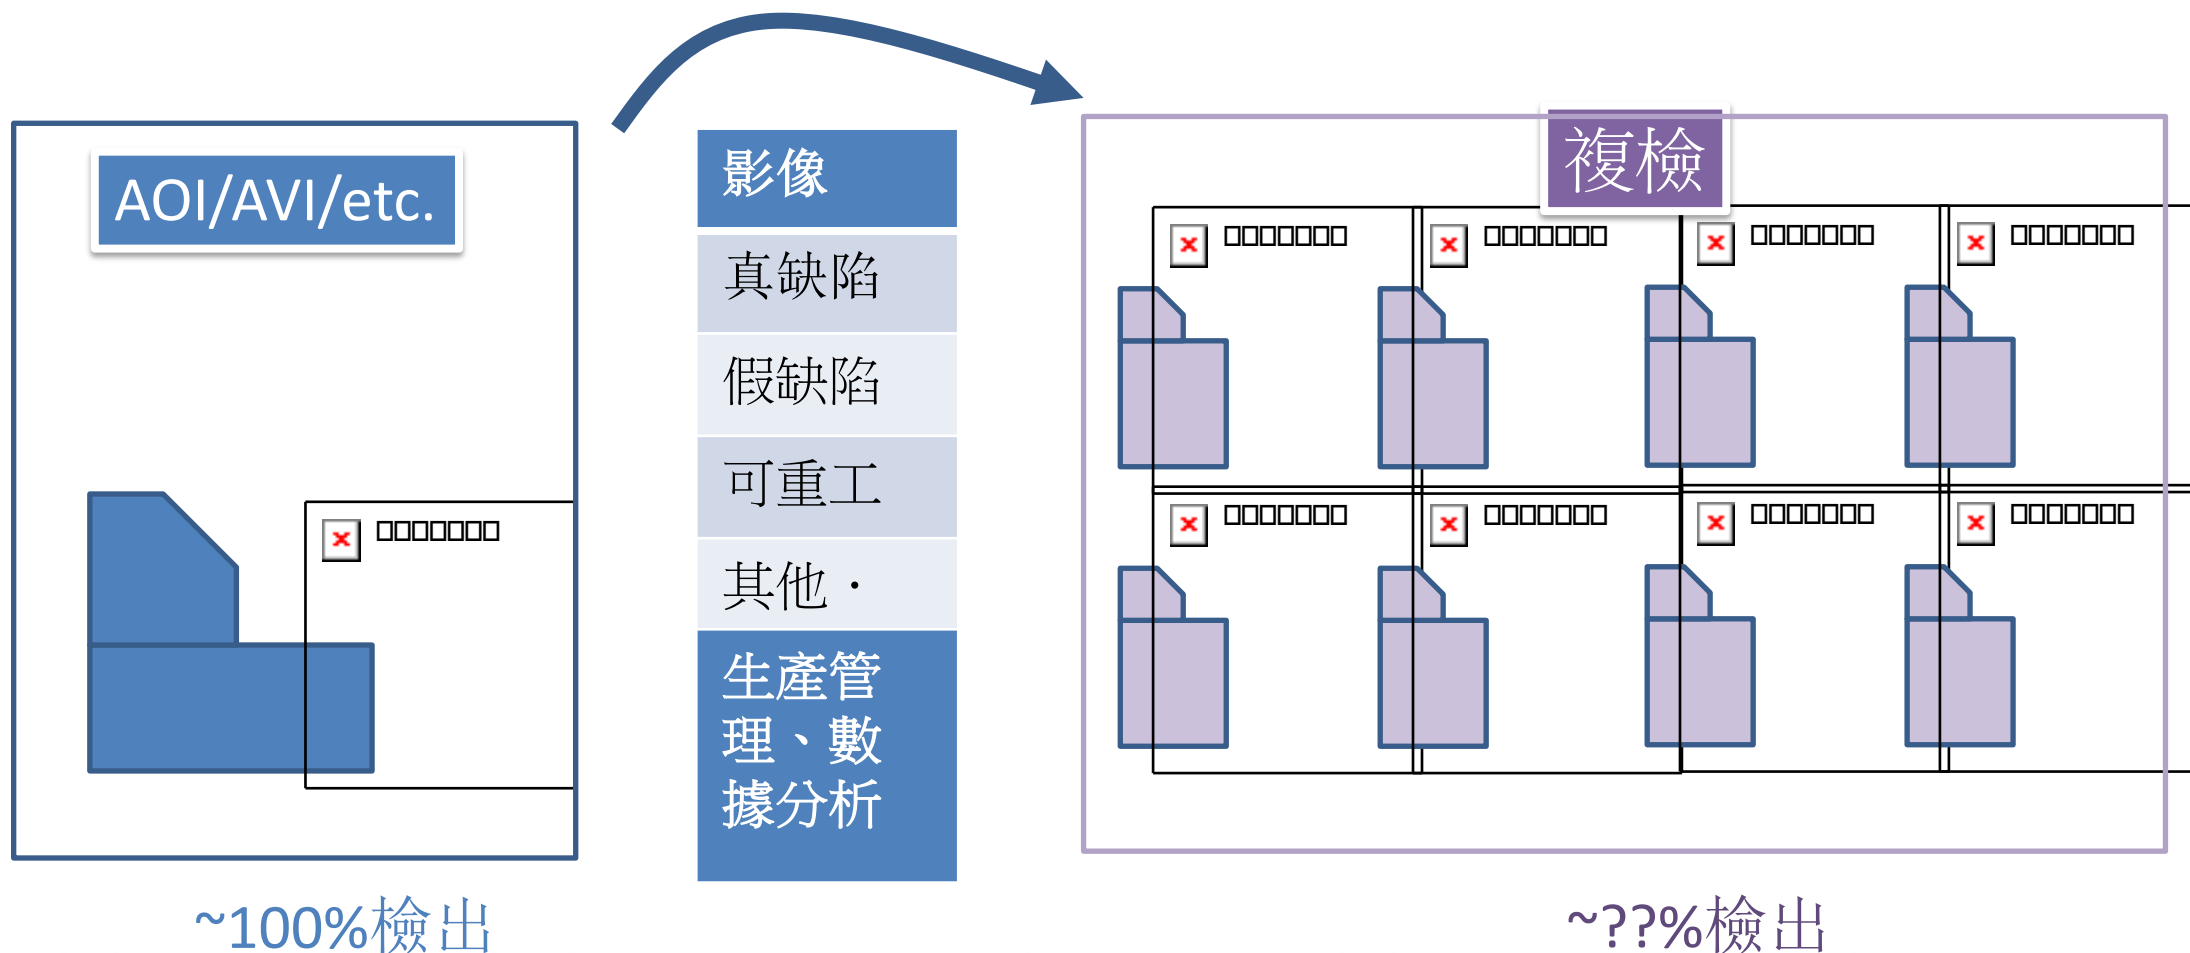 AOI/AVI/etc.
~100%檢出
影像
真缺陷
假缺陷
可重工
其他·
生產管
理、數
據分析
複檢
~??%檢出